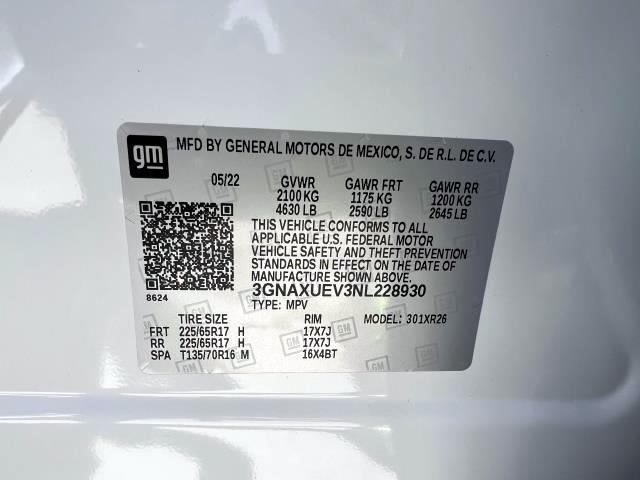 gm MFD BY GENERAL MOTORS DE MEXICO, S. DE R.L. DE C.V.
05/22 GVWR GAWR FRT GAWR RR
2100 KG 1175 KG 1200 KG
4630 LB 2590 LB 2645 LB
THIS VEHICLE CONFORMS TO ALL
APPLICABLE U.S. FEDERAL MOTOR
VEHICLE SAFETY AND THEFT PREVENTION
STANDARDS IN EFFECT ON THE DATE OF
MANUFACTURE SHOWN ABOVE.
8624 3GNAXUEV3NL228930
TYPE: MPV
TIRE SIZE RIM MODEL: 301XR26
FRT 225/65R17 H 17X7J
RR 225/65R17 H 17X7J
SPA T135/70R16 M 16X4BT